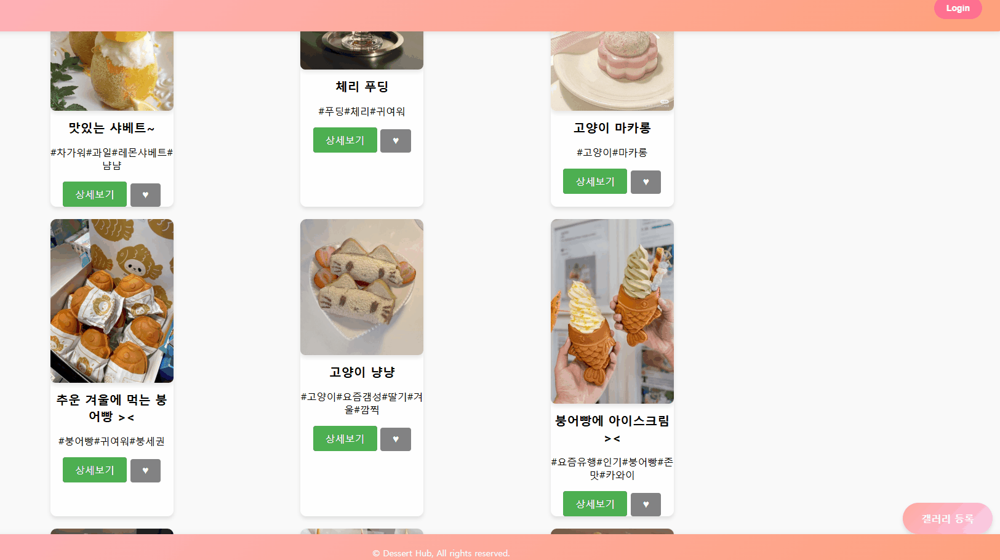 Login
맛있는 샤베트~
#차가워#과일#레몬샤베트#
냠냠
상세보기 ♥
체리 푸딩
#푸딩#체리#귀여워
상세보기 ♥
고양이 마카롱
#고양이#마카롱
상세보기 ♥
추운 겨울에 먹는 붕
어빵 ><
#붕어빵#귀여워#붕세권
상세보기 ♥
고양이 냥냥
#고양이#요즘갬성#딸기#겨
울#깜찍
상세보기 ♥
붕어빵에 아이스크림
><
#요즘유행#인기#붕어빵#존
맛#카와이
상세보기 ♥
갤러리 등록
© Dessert Hub, All rights reserved.